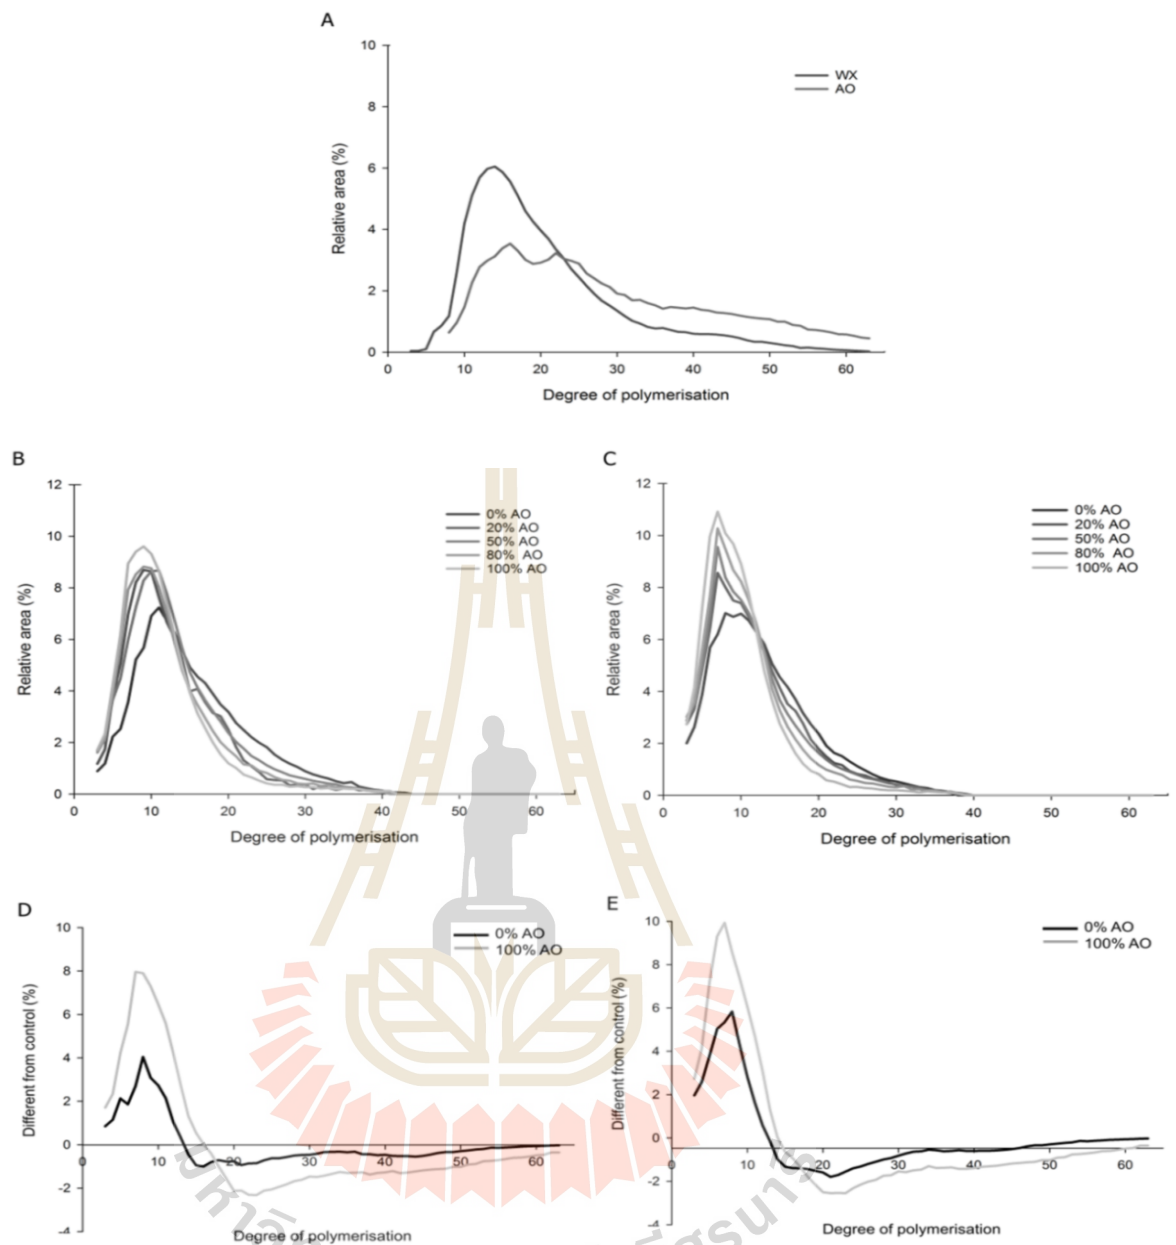 A
10
8
6
4
2
0
Relative area (%)
WX
AO
0 10 20 30 40 50 60
Degree of polymerisation
B
12
10
8
6
4
2
0
Relative area (%)
0% AO
20% AO
50% AO
80% AO
100% AO
0 10 20 30 40 50 60
Degree of polymerisation
C
12
10
8
6
4
2
0
Relative area (%)
0% AO
20% AO
50% AO
80% AO
100% AO
0 10 20 30 40 50 60
Degree of polymerisation
D
10
8
6
4
2
0
-2
-4
Different from control (%)
0% AO
100% AO
0 10 20 30 40 50 60
Degree of polymerisation
E
10
8
6
4
2
0
-2
-4
Different from control (%)
0% AO
100% AO
0 10 20 30 40 50 60
Degree of polymerisation